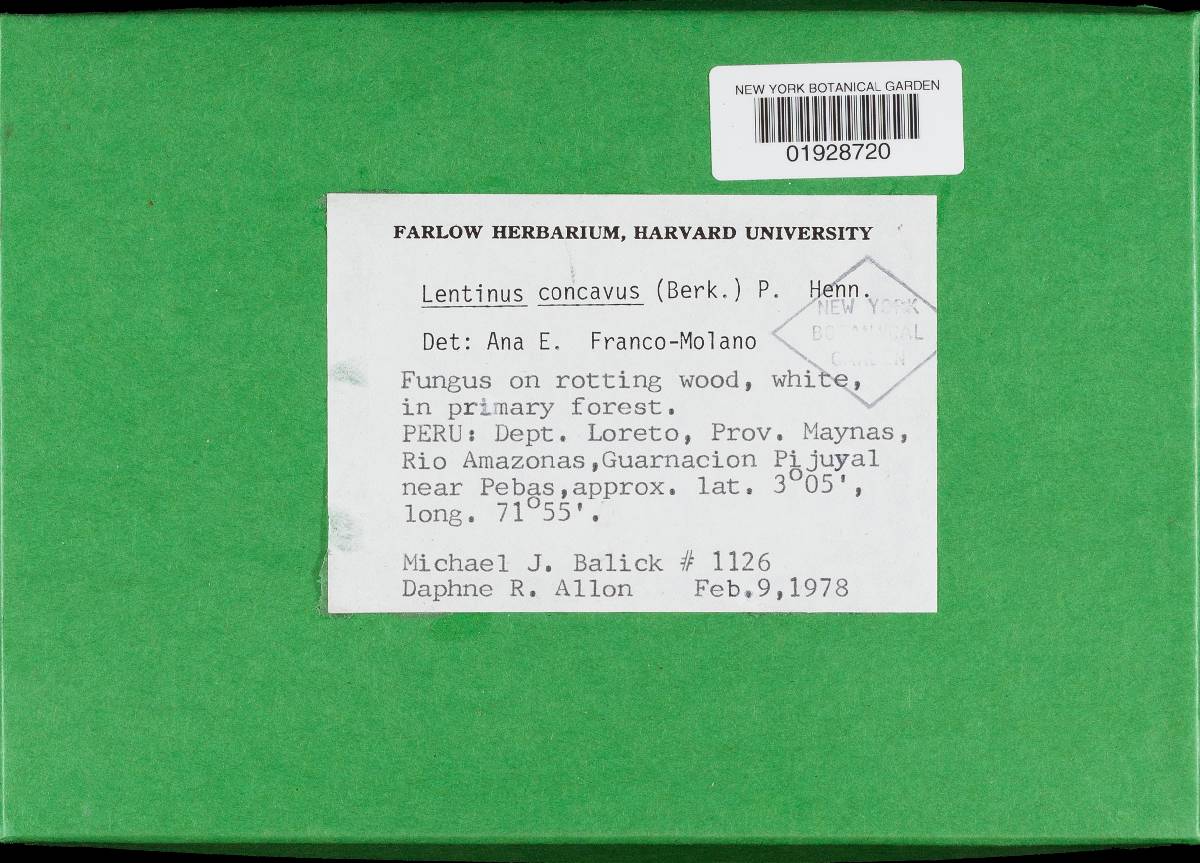 NEW YORK BOTANICAL GARDEN
01928720
FARLOW HERBARIUM, HARVARD UNIVERSITY
Lentinus concavus (Berk.) P. Henn.
NEW YORK
BOTANICAL
GARDEN
Det: Ana E. Franco-Molano
Fungus on rotting wood, white,
in primary forest.
PERU: Dept. Loreto, Prov. Maynas,
Rio Amazonas,Guarnacion Pijuyal
near Pebas,approx. lat. 3°05',
long. 71°55'.
Michael J. Balick # 1126
Daphne R. Allon Feb.9,1978